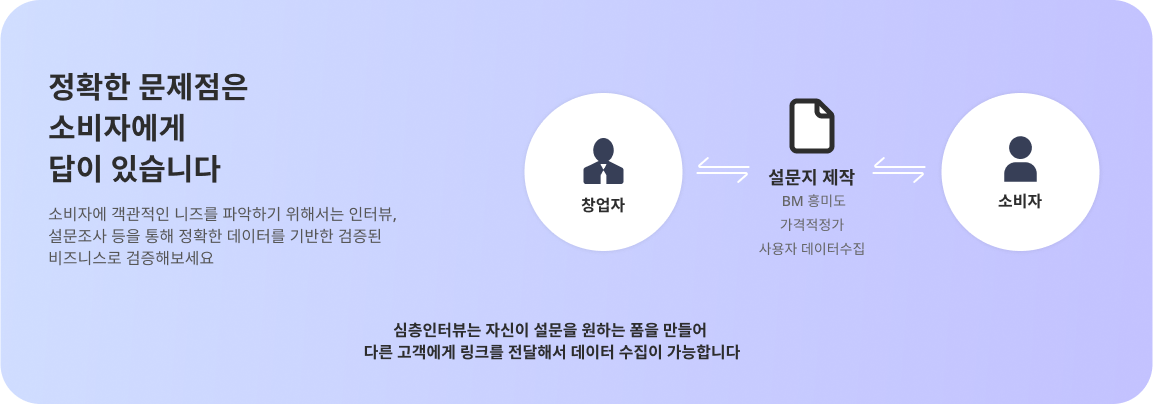 정확한 문제점은
소비자에게
답이 있습니다
소비자에 객관적인 니즈를 파악하기 위해서는 인터뷰,
설문조사 등을 통해 정확한 데이터를 기반한 검증된
비즈니스로 검증해보세요
창업자
설문지 제작
BM 흥미도
가격적정가
사용자 데이터수집
소비자
심층인터뷰는 자신이 설문을 원하는 폼을 만들어
다른 고객에게 링크를 전달해서 데이터 수집이 가능합니다